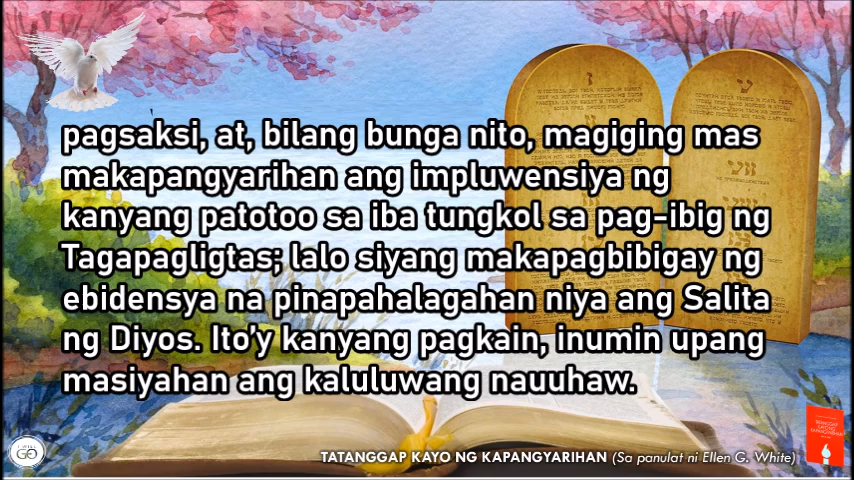 pagsaksi, at, bilang bunga nito, magiging mas
makapangyarihan ang impluwensiya ng
kanyang patotoo sa iba tungkol sa pag-ibig ng
Tagapagligtas; lalo siyang makapagbibigay ng
ebidensya na pinapahalagahan niya ang Salita
ng Diyos. Ito'y kanyang pagkain, inumin upang
masiyahan ang kaluluwang nauuhaw.
I WILL
GO
TATANGGAP KAYO NG KAPANGYARIHAN (Sa panulat ni Ellen G. White)